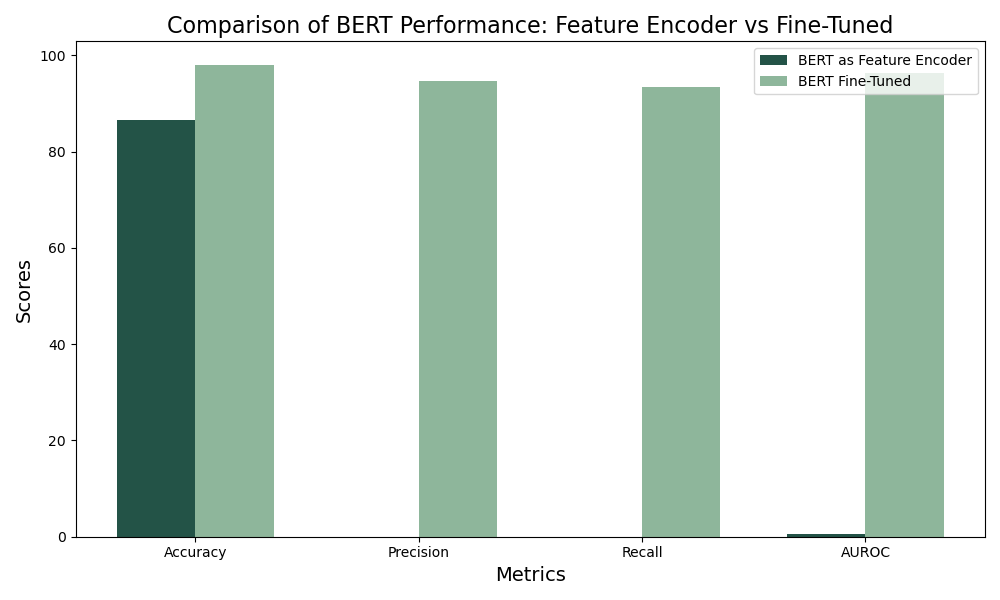 Comparison of BERT Performance: Feature Encoder vs Fine-Tuned
BERT as Feature Encoder
BERT Fine-Tuned
100
80
60
40
20
0
Scores
Accuracy
Precision
Recall
AUROC
Metrics